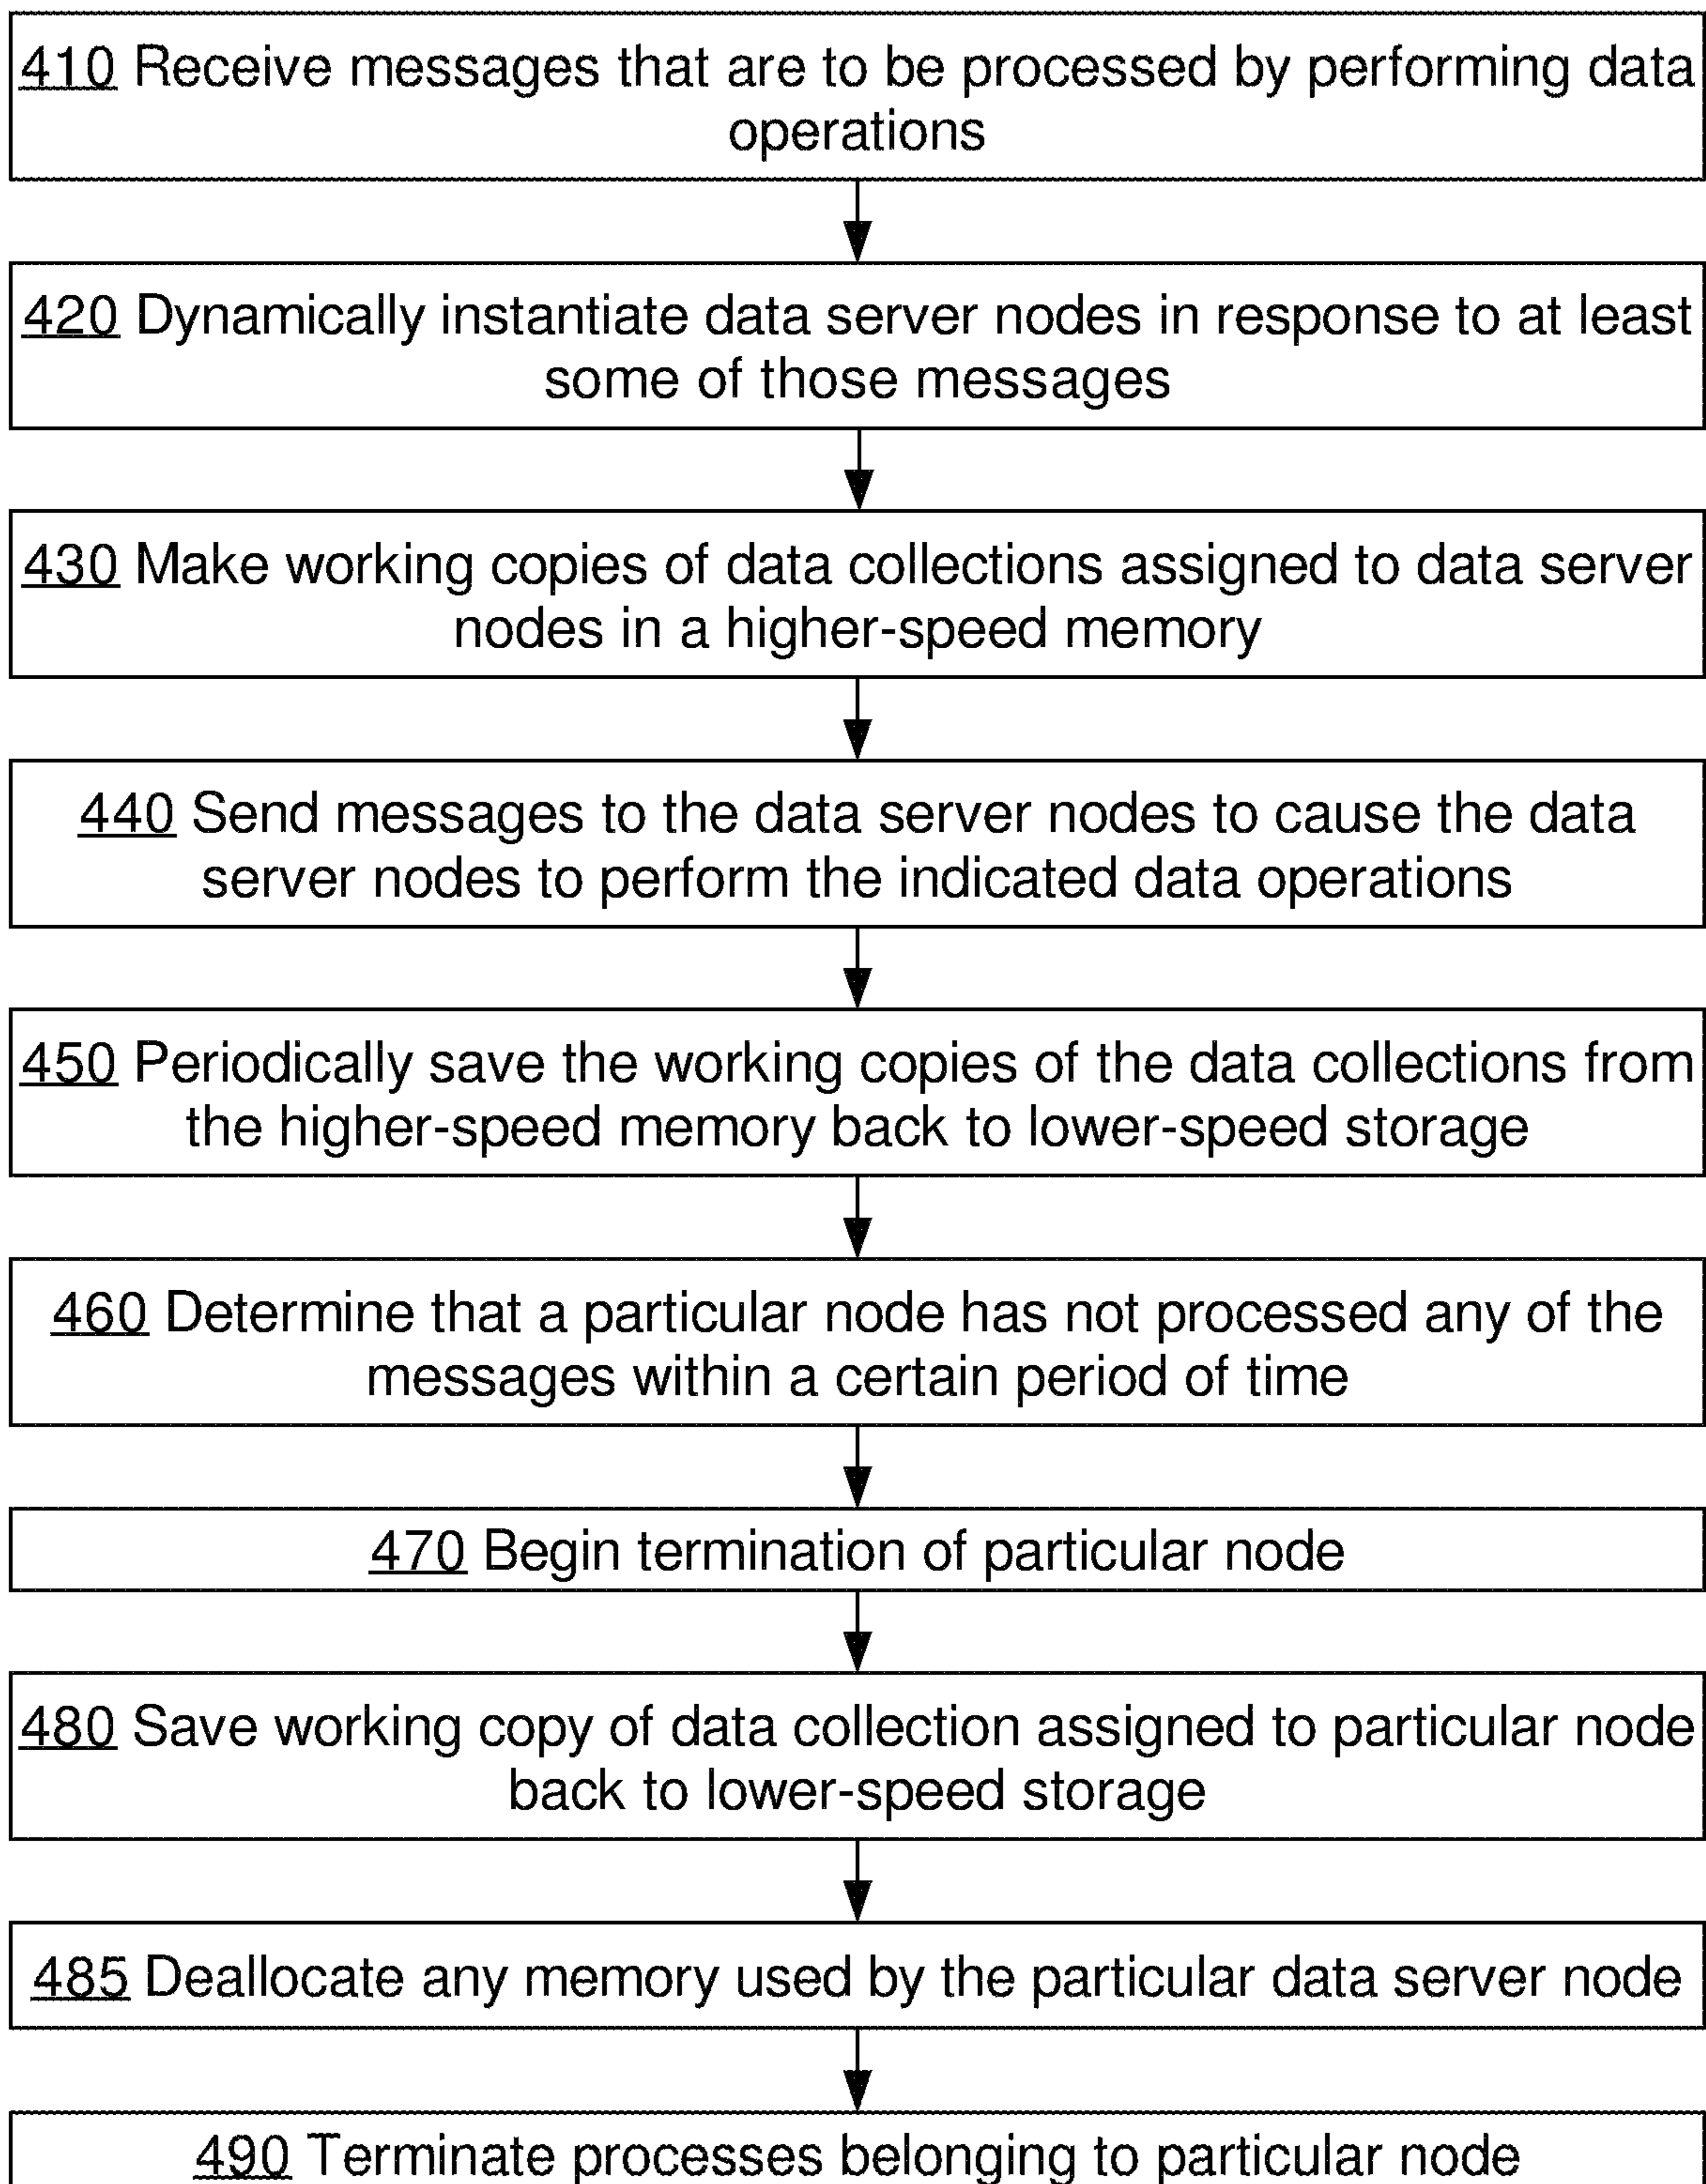 410 Receive messages that are to be processed by performing data
operations
420 Dynamically instantiate data server nodes in response to at least
some of those messages
430 Make working copies of data collections assigned to data server
nodes in a higher-speed memory
440 Send messages to the data server nodes to cause the data
server nodes to perform the indicated data operations
450 Periodically save the working copies of the data collections from
the higher-speed memory back to lower-speed storage
460 Determine that a particular node has not processed any of the
messages within a certain period of time
470 Begin termination of particular node
480 Save working copy of data collection assigned to particular node
back to lower-speed storage
485 Deallocate any memory used by the particular data server node
490 Terminate processes belonging to particular node